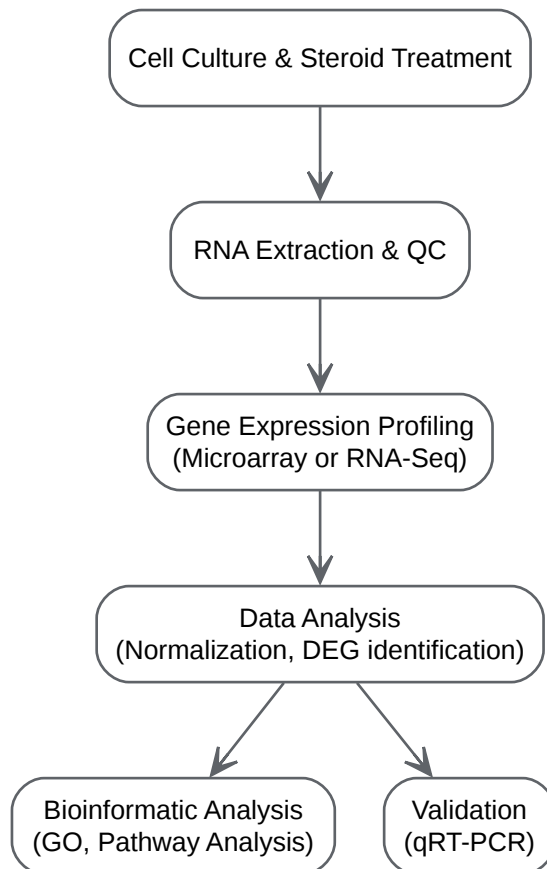 Cell Culture & Steroid Treatment
RNA Extraction & QC
Gene Expression Profiling
(Microarray or RNA-Seq)
Data Analysis
(Normalization, DEG identification)
Bioinformatic Analysis
(GO, Pathway Analysis)
Validation
(qRT-PCR)